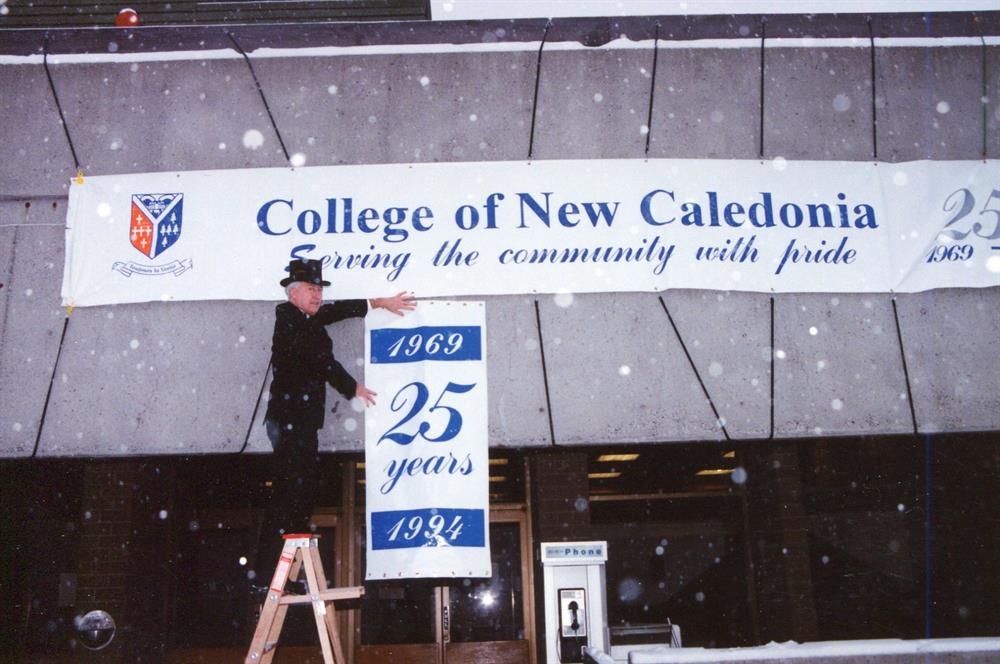 College of New Caledonia
Serving the community with pride
25
1969
1969
25
years
1994
Phone